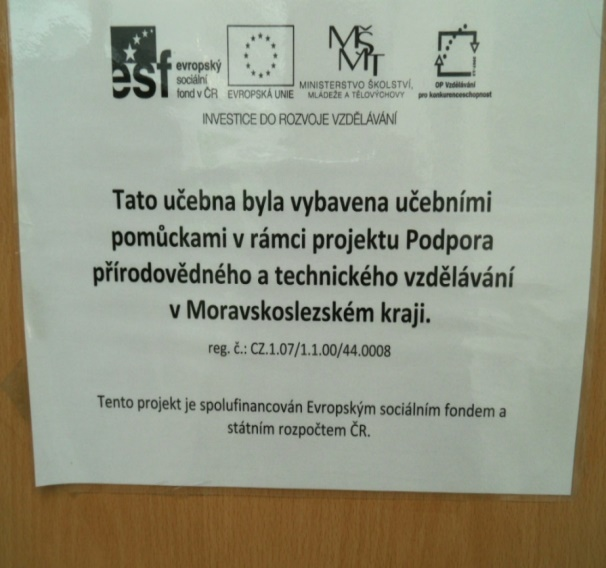 esf evropský
sociální
fond v ČR
EVROPSKÁ UNIE
MŠMT
MINISTERSTVO ŠKOLSTVÍ,
MLÁDEŽE A TĚLOVÝCHOVY
OP Vzdělávání
pro konkurenceschopnost
INVESTICE DO ROZVOJE VZDĚLÁVÁNÍ
Tato učebna byla vybavena učebními
pomůckami v rámci projektu Podpora
přírodovědného a technického vzdělávání
v Moravskoslezském kraji.
reg. č.: CZ.1.07/1.1.00/44.0008
Tento projekt je spolufinancován Evropským sociálním fondem a
státním rozpočtem ČR.